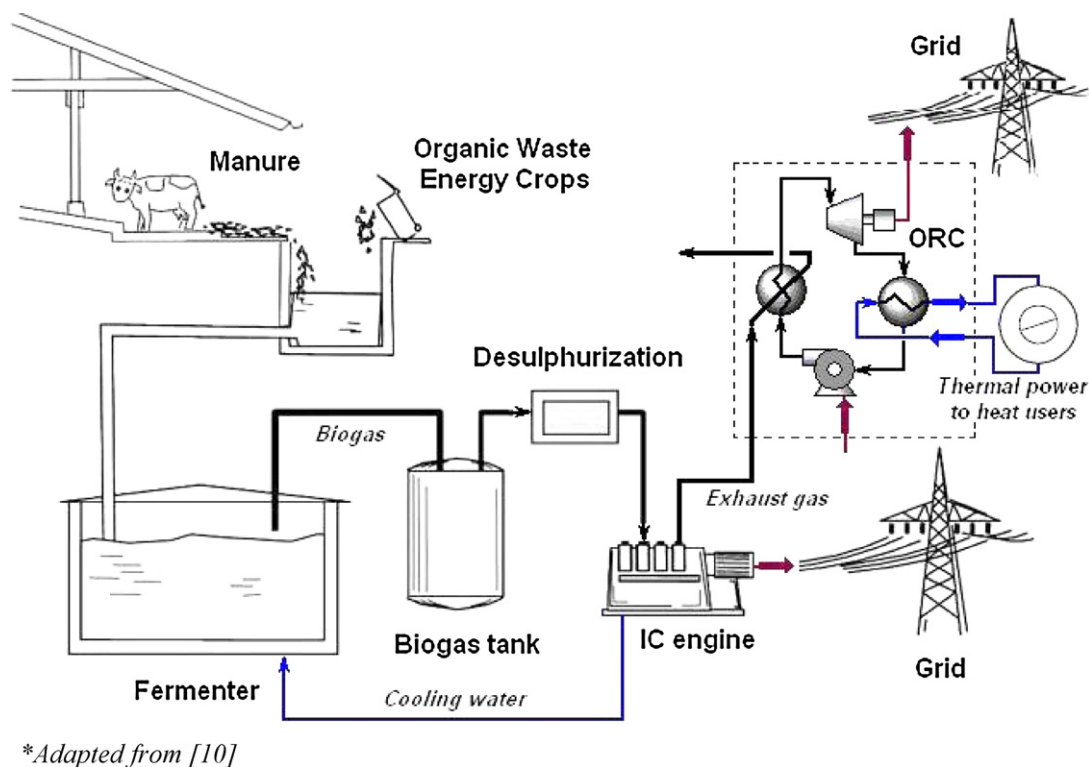 Grid
Manure
Organic Waste
Energy Crops
ORC
Desulphurization
Thermal power
to heat users
Biogas
Exhaust gas
Biogas tank
IC engine
Grid
Fermenter
Cooling water
*Adapted from [10]